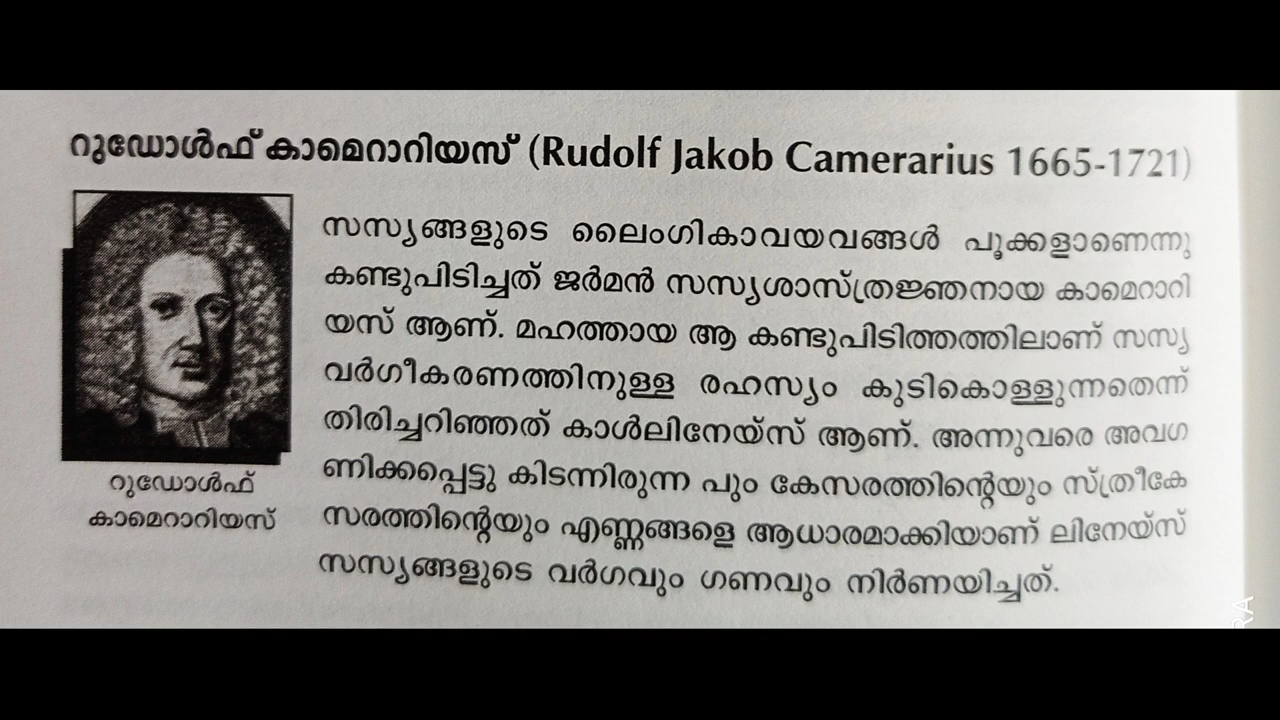 റുഡോൾഫ് കാമെറാറിയസ് (Rudolf Jakob Camerarius 1665-1721)
സസ്യങ്ങളുടെ ലൈംഗികാവയവങ്ങൾ പൂക്കളാണെന്നു
കണ്ടുപിടിച്ചത് ജർമൻ സസ്യശാസ്ത്രജ്ഞനായ കാമെറാറി
യസ് ആണ്. മഹത്തായ ആ കണ്ടുപിടിത്തത്തിലാണ് സസ്യ
വർഗീകരണത്തിനുള്ള രഹസ്യം കുടികൊള്ളുന്നതെന്ന്
തിരിച്ചറിഞ്ഞത് കാൾലിനേയ്സ് ആണ്. അന്നുവരെ അവഗ
ണിക്കപ്പെട്ടു കിടന്നിരുന്ന പും കേസരത്തിന്റെയും സ്ത്രീകേ
സരത്തിന്റെയും എണ്ണങ്ങളെ ആധാരമാക്കിയാണ് ലിനേയ്സ്
സസ്യങ്ങളുടെ വർഗവും ഗണവും നിർണയിച്ചത്.
റുഡോൾഫ്
കാമെറാറിയസ്